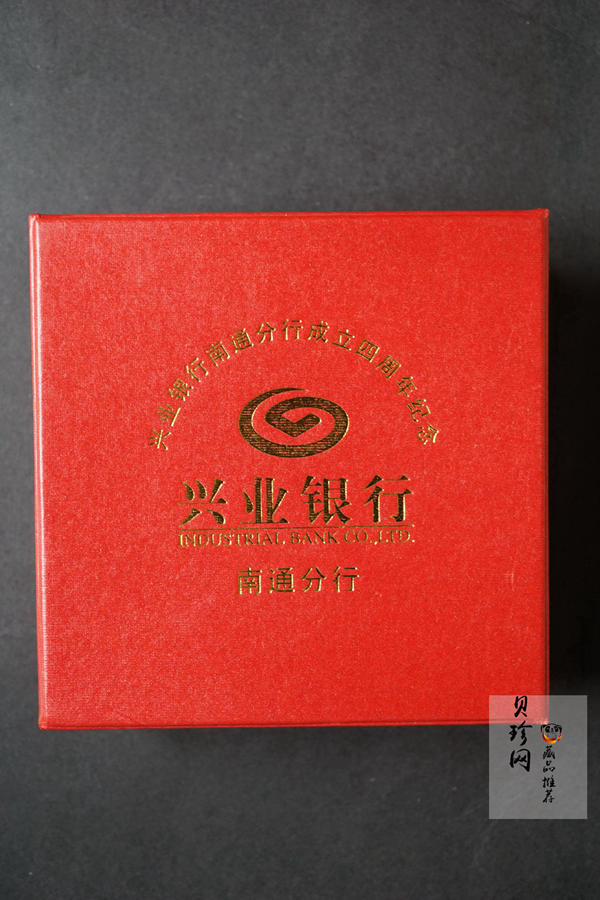 兴业银行南通分行成立四周年纪念
兴业银行
INDUSTRIAL BANK CO.,LTD.
南通分行
贝珍网
藏品推荐